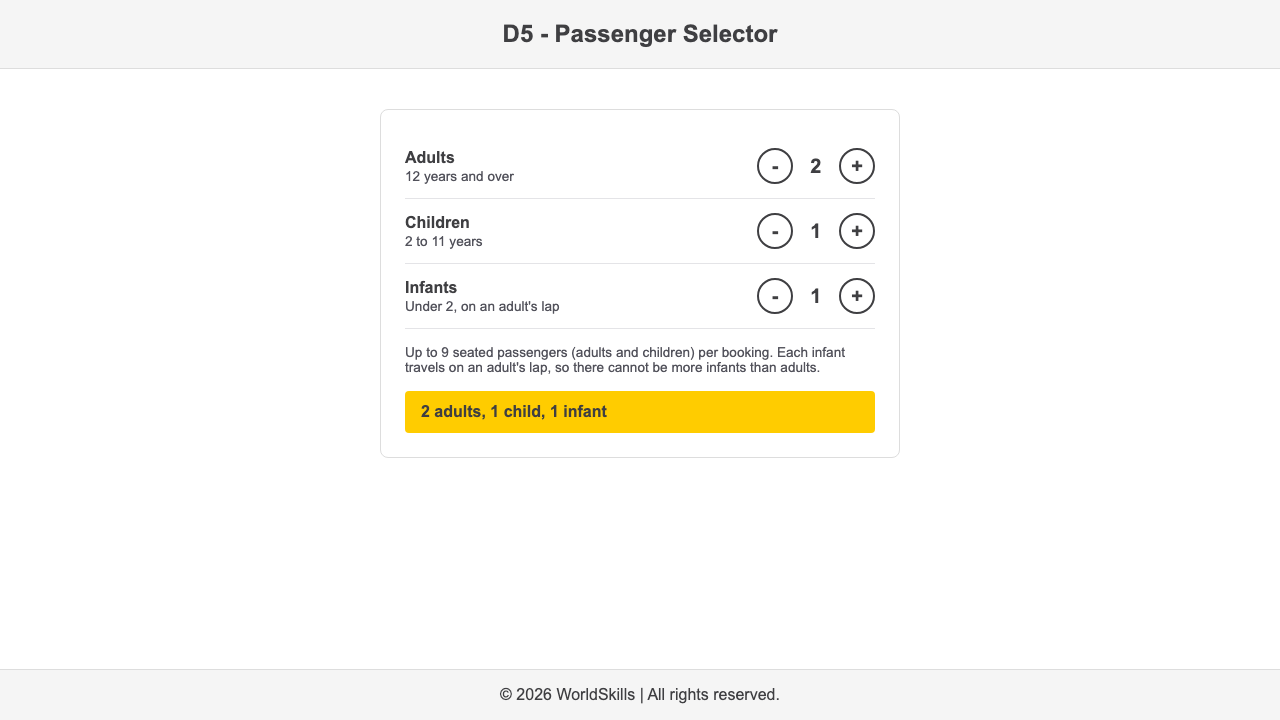 D5 - Passenger Selector
Adults
12 years and over
- 2 +
Children
2 to 11 years
- 1 +
Infants
Under 2, on an adult's lap
- 1 +
Up to 9 seated passengers (adults and children) per booking. Each infant
travels on an adult's lap, so there cannot be more infants than adults.
2 adults, 1 child, 1 infant
© 2026 WorldSkills | All rights reserved.